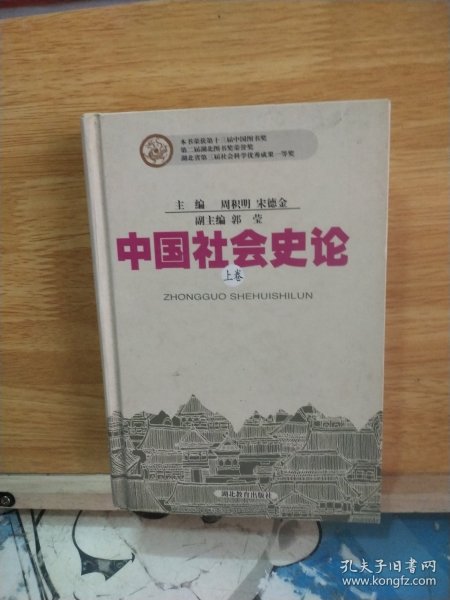 本书荣获第十三届中国图书奖
第二届湖北图书奖荣誉奖
湖北省第三届社会科学优秀成果一等奖
主 编 周积明 宋德金
副主编 郭 莹
中国社会史论
上卷
ZHONGGUO SHEHUISHILUN
湖北教育出版社
孔夫子旧书网
www.kongfz.com